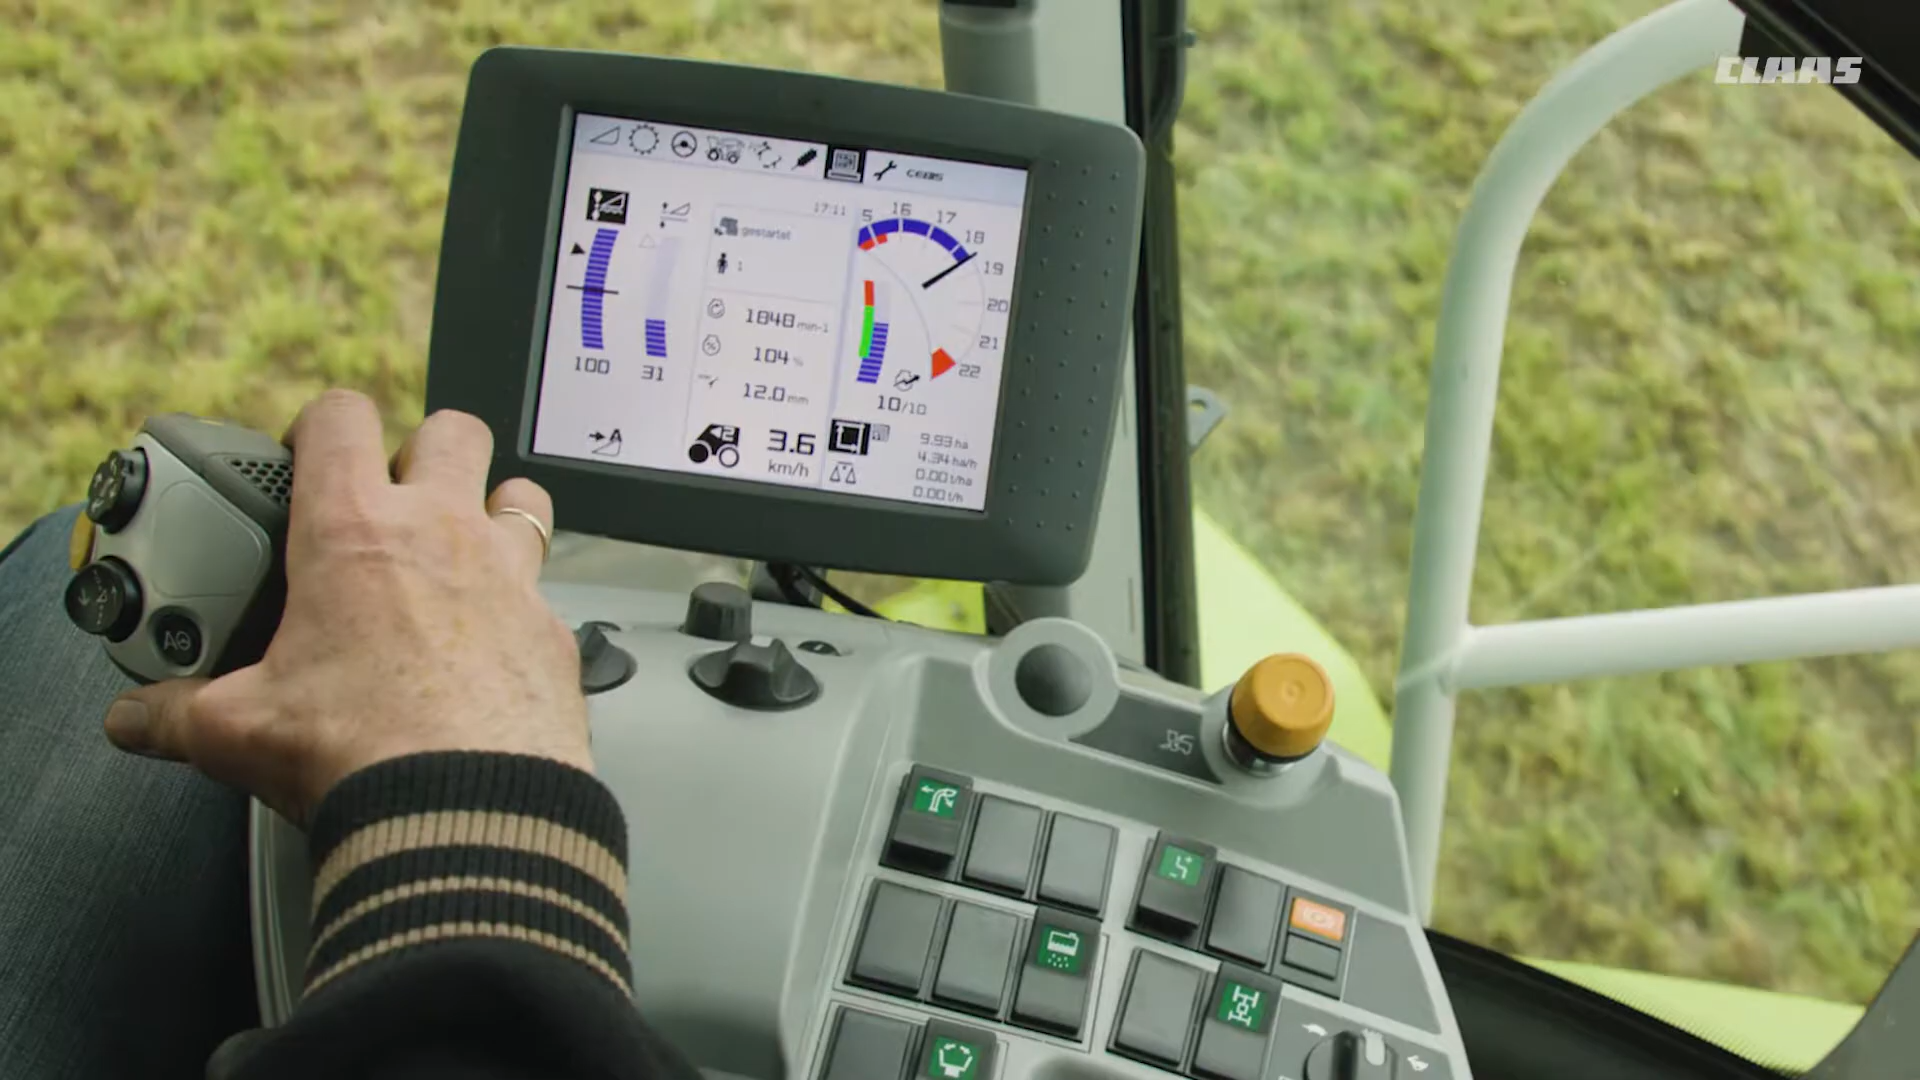 CLAAS
CEBIS
17:11
gestartet
1
5 16 17 18 19 20 21 22
1848 min-1
104 %
12.0 mm
100
31
10/10
2
3.6
km/h
A
9.93 ha
4.34 ha/h
0.00 t/ha
0.00 t/h
A